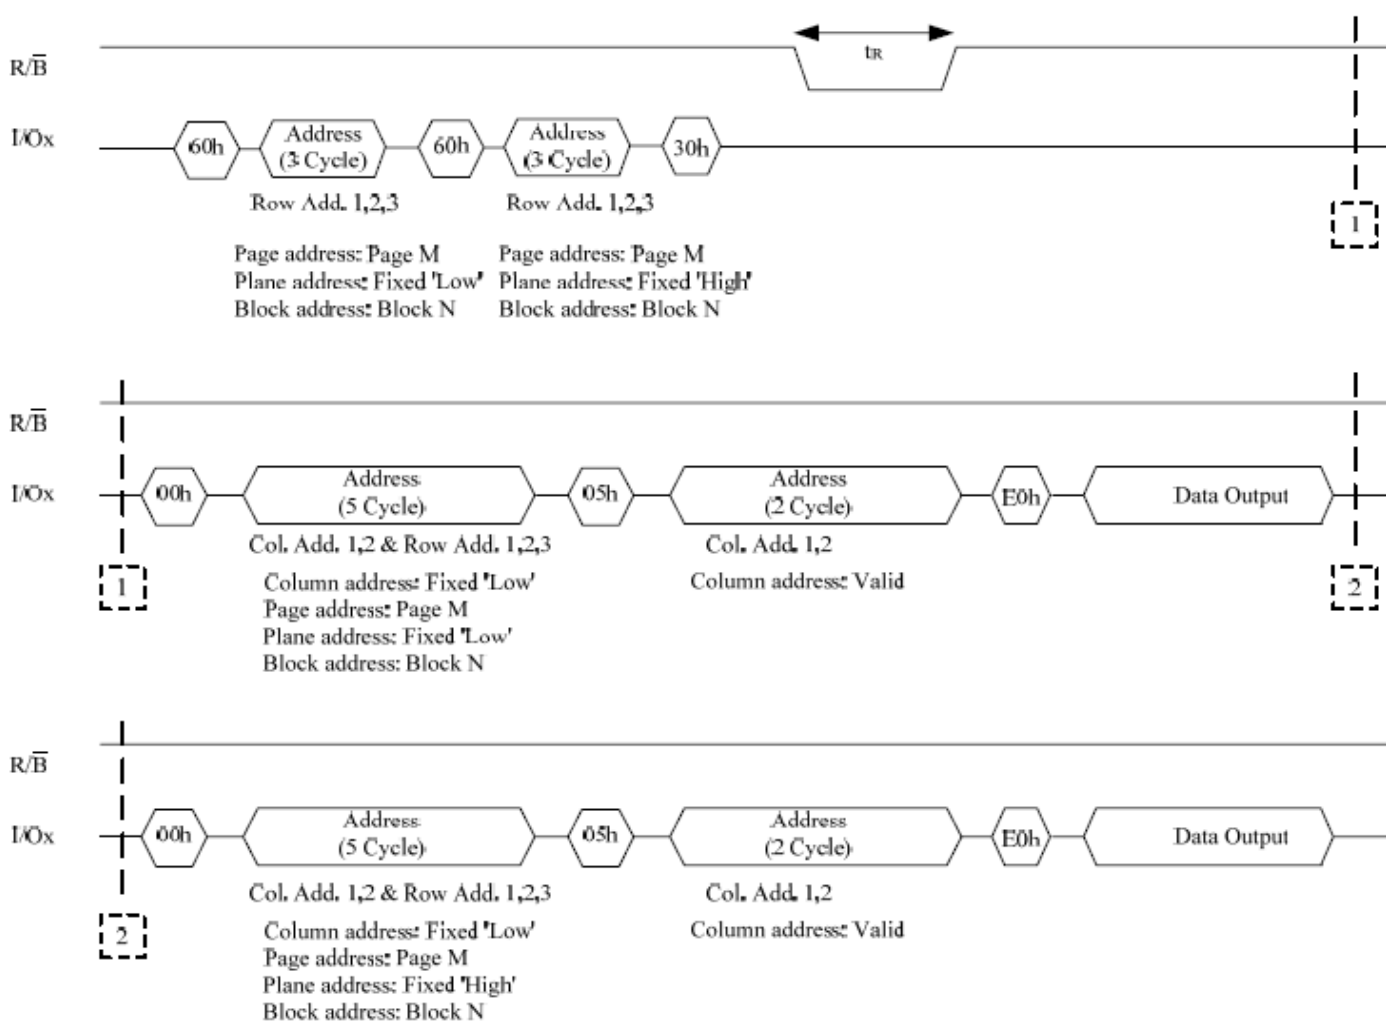 tR
R/B̅
I/Ox
60h
Address
(3 Cycle)
60h
Address
(3 Cycle)
30h
Row Add. 1,2,3
Row Add. 1,2,3
1
Page address: Page M
Plane address: Fixed 'Low'
Block address: Block N
Page address: Page M
Plane address: Fixed 'High'
Block address: Block N
R/B̅
I/Ox
00h
Address
(5 Cycle)
05h
Address
(2 Cycle)
E0h
Data Output
Col. Add. 1,2 & Row Add. 1,2,3
Col. Add. 1,2
1
Column address: Fixed 'Low'
Page address: Page M
Plane address: Fixed 'Low'
Block address: Block N
Column address: Valid
2
R/B̅
I/Ox
00h
Address
(5 Cycle)
05h
Address
(2 Cycle)
E0h
Data Output
Col. Add. 1,2 & Row Add. 1,2,3
Col. Add. 1,2
2
Column address: Fixed 'Low'
Page address: Page M
Plane address: Fixed 'High'
Block address: Block N
Column address: Valid